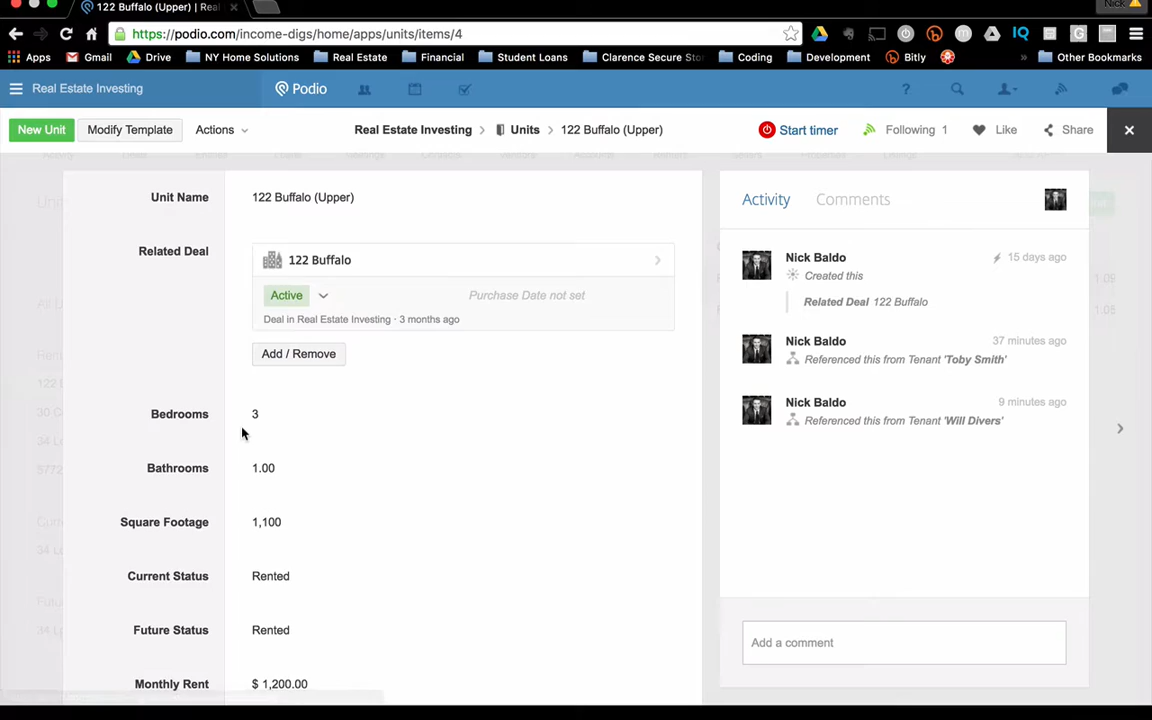 122 Buffalo (Upper) | Real
Nick
https://podio.com/income-digs/home/apps/units/items/4
Apps Gmail Drive NY Home Solutions Real Estate Financial Student Loans Clarence Secure Sto Coding Development Bitly » Other Bookmarks
Real Estate Investing Podio ?
New Unit Modify Template Actions Real Estate Investing > Units > 122 Buffalo (Upper) Start timer Following 1 Like Share
Unit Name 122 Buffalo (Upper)
Related Deal
122 Buffalo
Active Purchase Date not set
Deal in Real Estate Investing · 3 months ago
Add / Remove
Bedrooms 3
Bathrooms 1.00
Square Footage 1,100
Current Status Rented
Future Status Rented
Monthly Rent $ 1,200.00
Activity Comments
Nick Baldo 15 days ago
Created this
Related Deal 122 Buffalo
Nick Baldo 37 minutes ago
Referenced this from Tenant 'Toby Smith'
Nick Baldo 9 minutes ago
Referenced this from Tenant 'Will Divers'
Add a comment